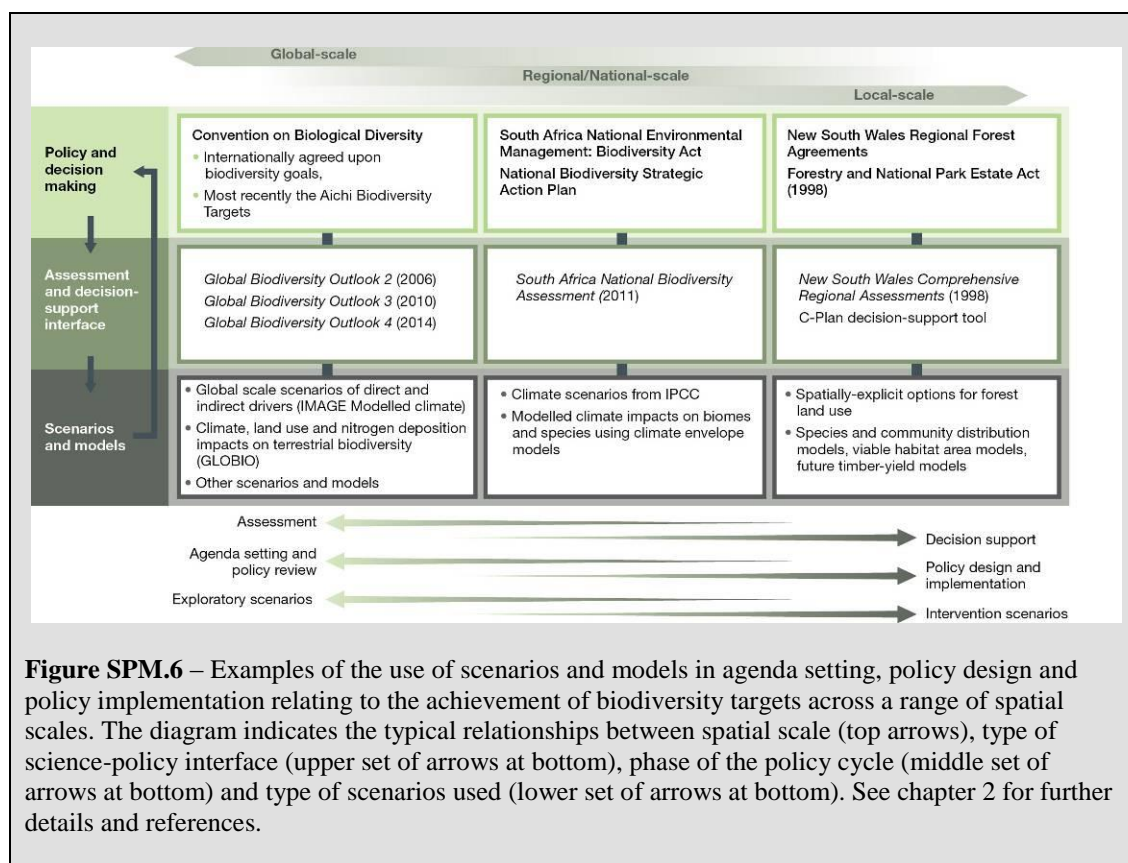 Global-scale
Regional/National-scale
Local-scale
Policy and
decision
making
Convention on Biological Diversity
• Internationally agreed upon
biodiversity goals,
• Most recently the Aichi Biodiversity
Targets
South Africa National Environmental
Management: Biodiversity Act
National Biodiversity Strategic
Action Plan
New South Wales Regional Forest
Agreements
Forestry and National Park Estate Act
(1998)
Assessment
and decision-
support
interface
Global Biodiversity Outlook 2 (2006)
Global Biodiversity Outlook 3 (2010)
Global Biodiversity Outlook 4 (2014)
South Africa National Biodiversity
Assessment (2011)
New South Wales Comprehensive
Regional Assessments (1998)
C-Plan decision-support tool
Scenarios
and models
• Global scale scenarios of direct and
indirect drivers (IMAGE Modelled climate)
• Climate, land use and nitrogen deposition
impacts on terrestrial biodiversity
(GLOBIO)
• Other scenarios and models
• Climate scenarios from IPCC
• Modelled climate impacts on biomes
and species using climate envelope
models
• Spatially-explicit options for forest
land use
• Species and community distribution
models, viable habitat area models,
future timber-yield models
Assessment
Decision support
Agenda setting and
policy review
Policy design and
implementation
Exploratory scenarios
Intervention scenarios
Figure SPM.6 – Examples of the use of scenarios and models in agenda setting, policy design and
policy implementation relating to the achievement of biodiversity targets across a range of spatial
scales. The diagram indicates the typical relationships between spatial scale (top arrows), type of
science-policy interface (upper set of arrows at bottom), phase of the policy cycle (middle set of
arrows at bottom) and type of scenarios used (lower set of arrows at bottom). See chapter 2 for further
details and references.